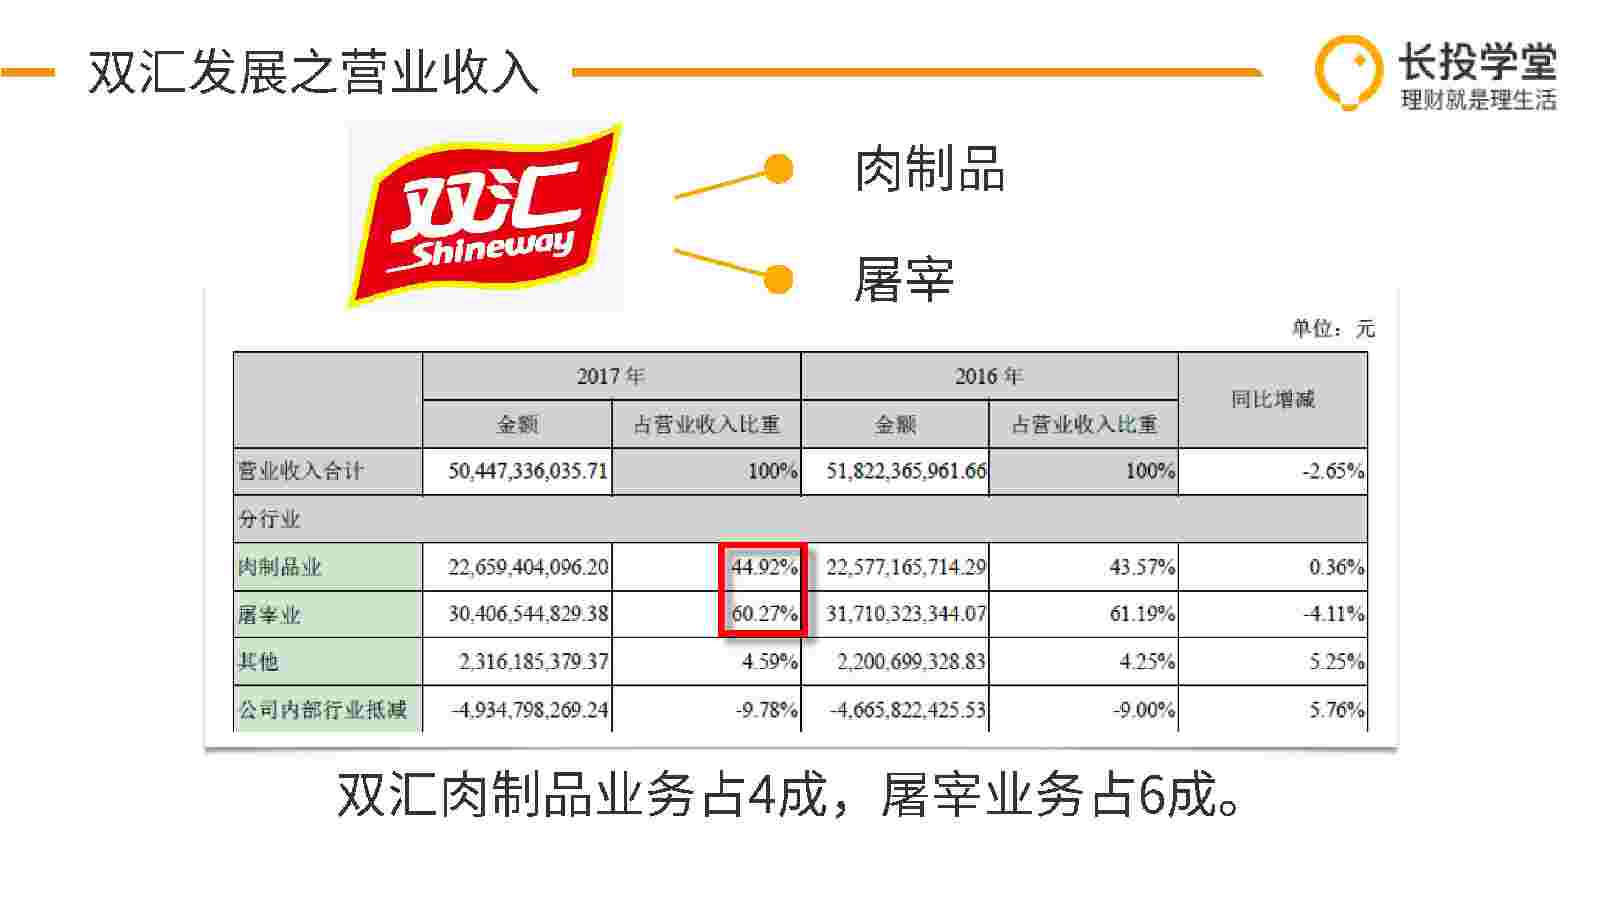 双汇发展之营业收入
长投学堂
理财就是理生活
双汇
Shineway
肉制品
屠宰
单位：元
2017 年 2016 年 同比增减
金额 占营业收入比重 金额 占营业收入比重
营业收入合计 50,447,336,035.71 100% 51,822,365,961.66 100% -2.65%
分行业
肉制品业 22,659,404,096.20 44.92% 22,577,165,714.29 43.57% 0.36%
屠宰业 30,406,544,829.38 60.27% 31,710,323,344.07 61.19% -4.11%
其他 2,316,185,379.37 4.59% 2,200,699,328.83 4.25% 5.25%
公司内部行业抵减 -4,934,798,269.24 -9.78% -4,665,822,425.53 -9.00% 5.76%
双汇肉制品业务占4成，屠宰业务占6成。